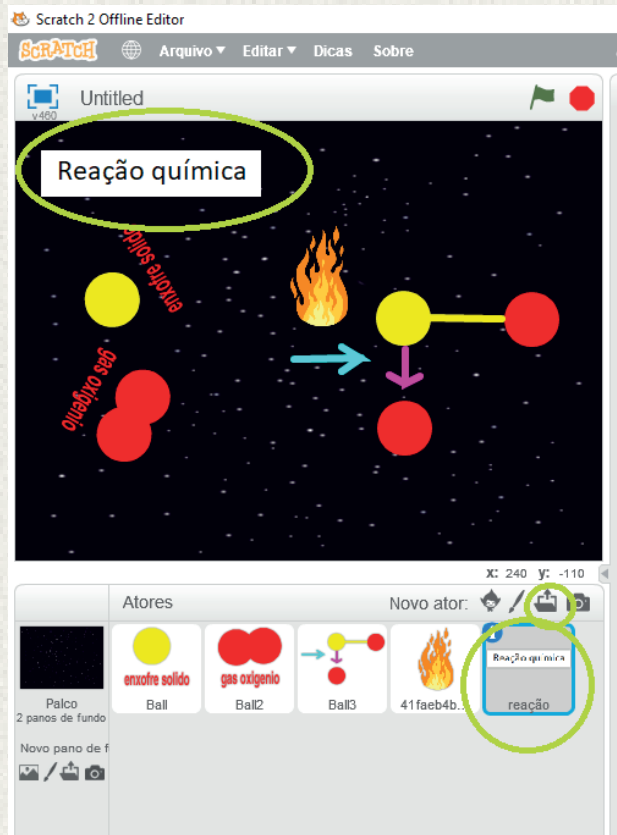 Scratch 2 Offline Editor
SCRATCH Arquivo Editar Dicas Sobre
Untitled
v460
Reação química
enxofre solido
gas oxigenio
x: 240 y: -110
Atores Novo ator:
Reação química
enxofre solido gas oxigenio
Palco Ball Ball2 Ball3 41faeb4b.. reação
2 panos de fundo
Novo pano de f